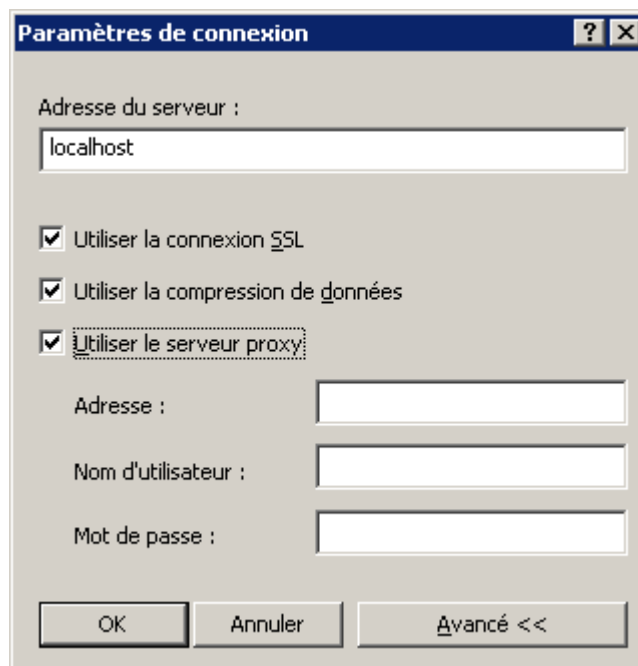 Paramètres de connexion
Adresse du serveur :
localhost
Utiliser la connexion SSL
Utiliser la compression de données
Utiliser le serveur proxy
Adresse :
Nom d'utilisateur :
Mot de passe :
OK Annuler Avancé <<